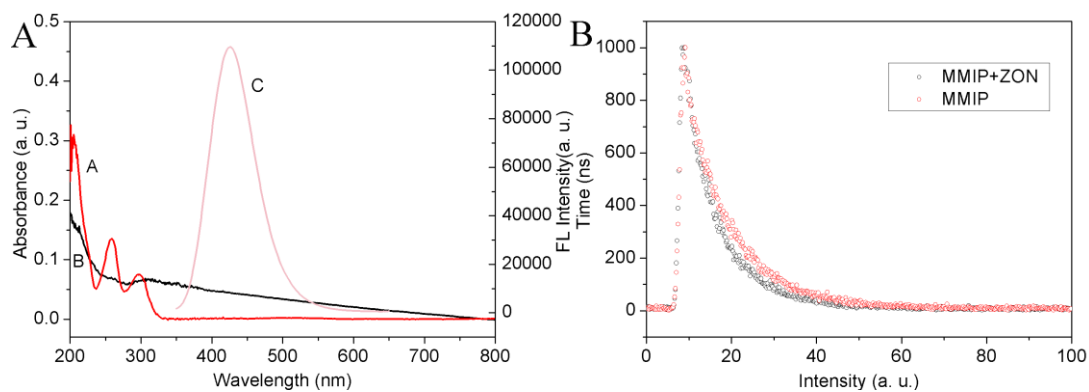 A
0.5
0.4
0.3
0.2
0.1
0.0
Absorbance (a. u.)
A
B
C
200 300 400 500 600 700 800
Wavelength (nm)
120000
100000
80000
60000
40000
20000
0
FL Intensity(a. u.)
B
1000
800
600
400
200
0
Time (ns)
MMIP+ZON
MMIP
0 20 40 60 80 100
Intensity (a. u.)